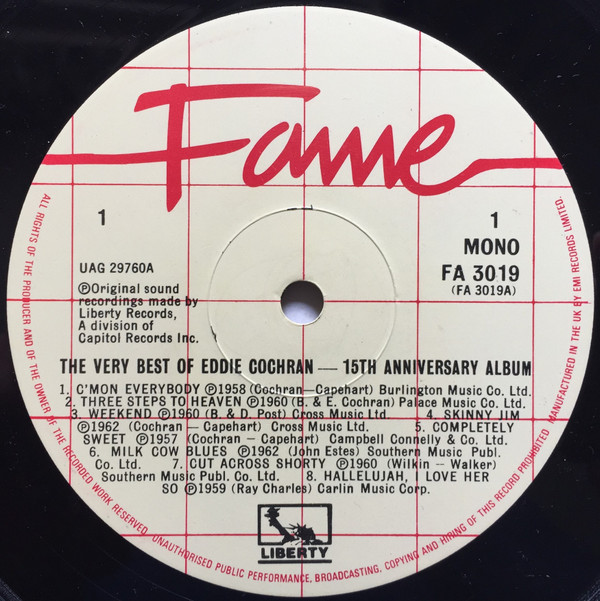 Fame
1
1
MONO
UAG 29760A
FA 3019
(FA 3019A)
℗Original sound
recordings made by
Liberty Records,
A division of
Capitol Records Inc.
THE VERY BEST OF EDDIE COCHRAN — 15TH ANNIVERSARY ALBUM
1. C'MON EVERYBODY ℗1958 (Cochran—Capehart) Burlington Music Co. Ltd.
2. THREE STEPS TO HEAVEN ℗1960 (B. & E. Cochran) Palace Music Co. Ltd.
3. WEEKEND ℗1960 (B. & D. Post) Cross Music Ltd. 4. SKINNY JIM
℗1962 (Cochran – Capehart) Cross Music Ltd. 5. COMPLETELY
SWEET ℗1957 (Cochran – Capehart) Campbell Connelly & Co. Ltd.
6. MILK COW BLUES ℗1962 (John Estes) Southern Music Publ.
Co. Ltd. 7. CUT ACROSS SHORTY ℗1960 (Wilkin – Walker)
Southern Music Publ. Co. Ltd. 8. HALLELUJAH, I LOVE HER
SO ℗1959 (Ray Charles) Carlin Music Corp.
LIBERTY
ALL RIGHTS OF THE PRODUCER AND OF THE OWNER OF THE RECORDED WORK RESERVED. UNAUTHORISED PUBLIC PERFORMANCE, BROADCASTING, COPYING AND HIRING OF THIS RECORD PROHIBITED MANUFACTURED IN THE UK BY EMI RECORDS LIMITED.